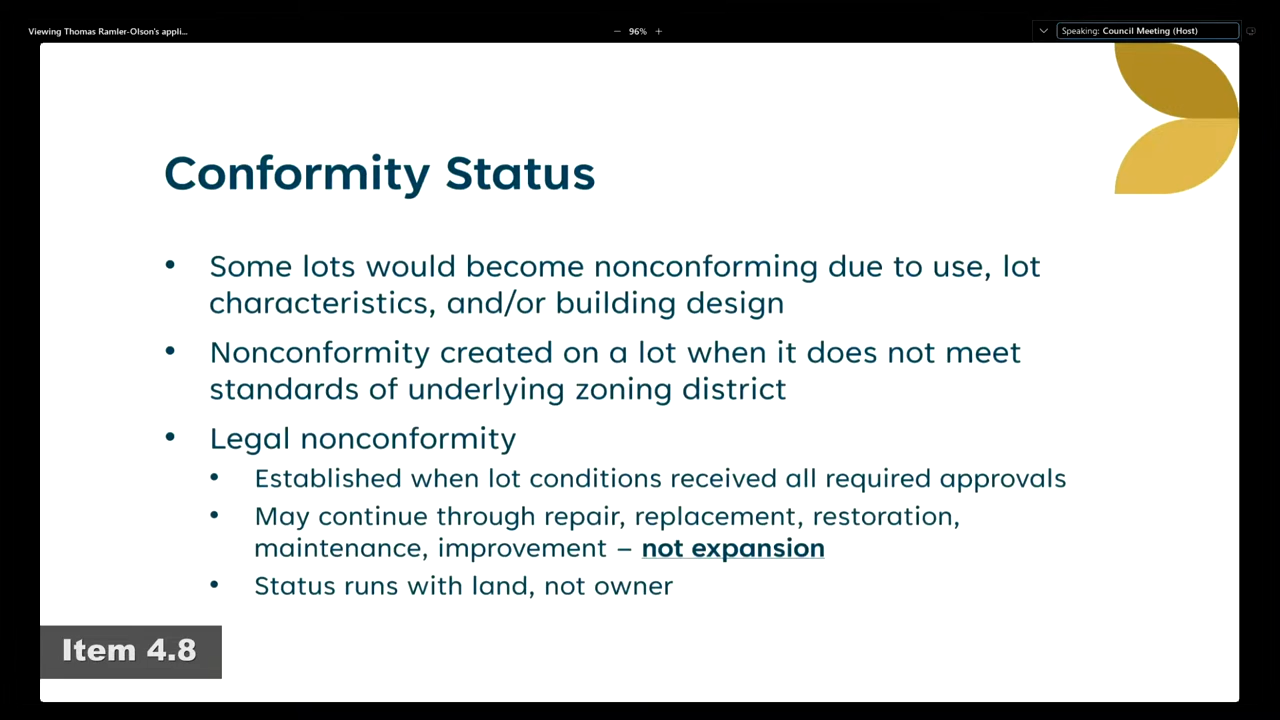 Viewing Thomas Ramler-Olson's appli...
− 96% +
Speaking: Council Meeting (Host)
Conformity Status
• Some lots would become nonconforming due to use, lot
characteristics, and/or building design
• Nonconformity created on a lot when it does not meet
standards of underlying zoning district
• Legal nonconformity
• Established when lot conditions received all required approvals
• May continue through repair, replacement, restoration,
maintenance, improvement – not expansion
• Status runs with land, not owner
Item 4.8